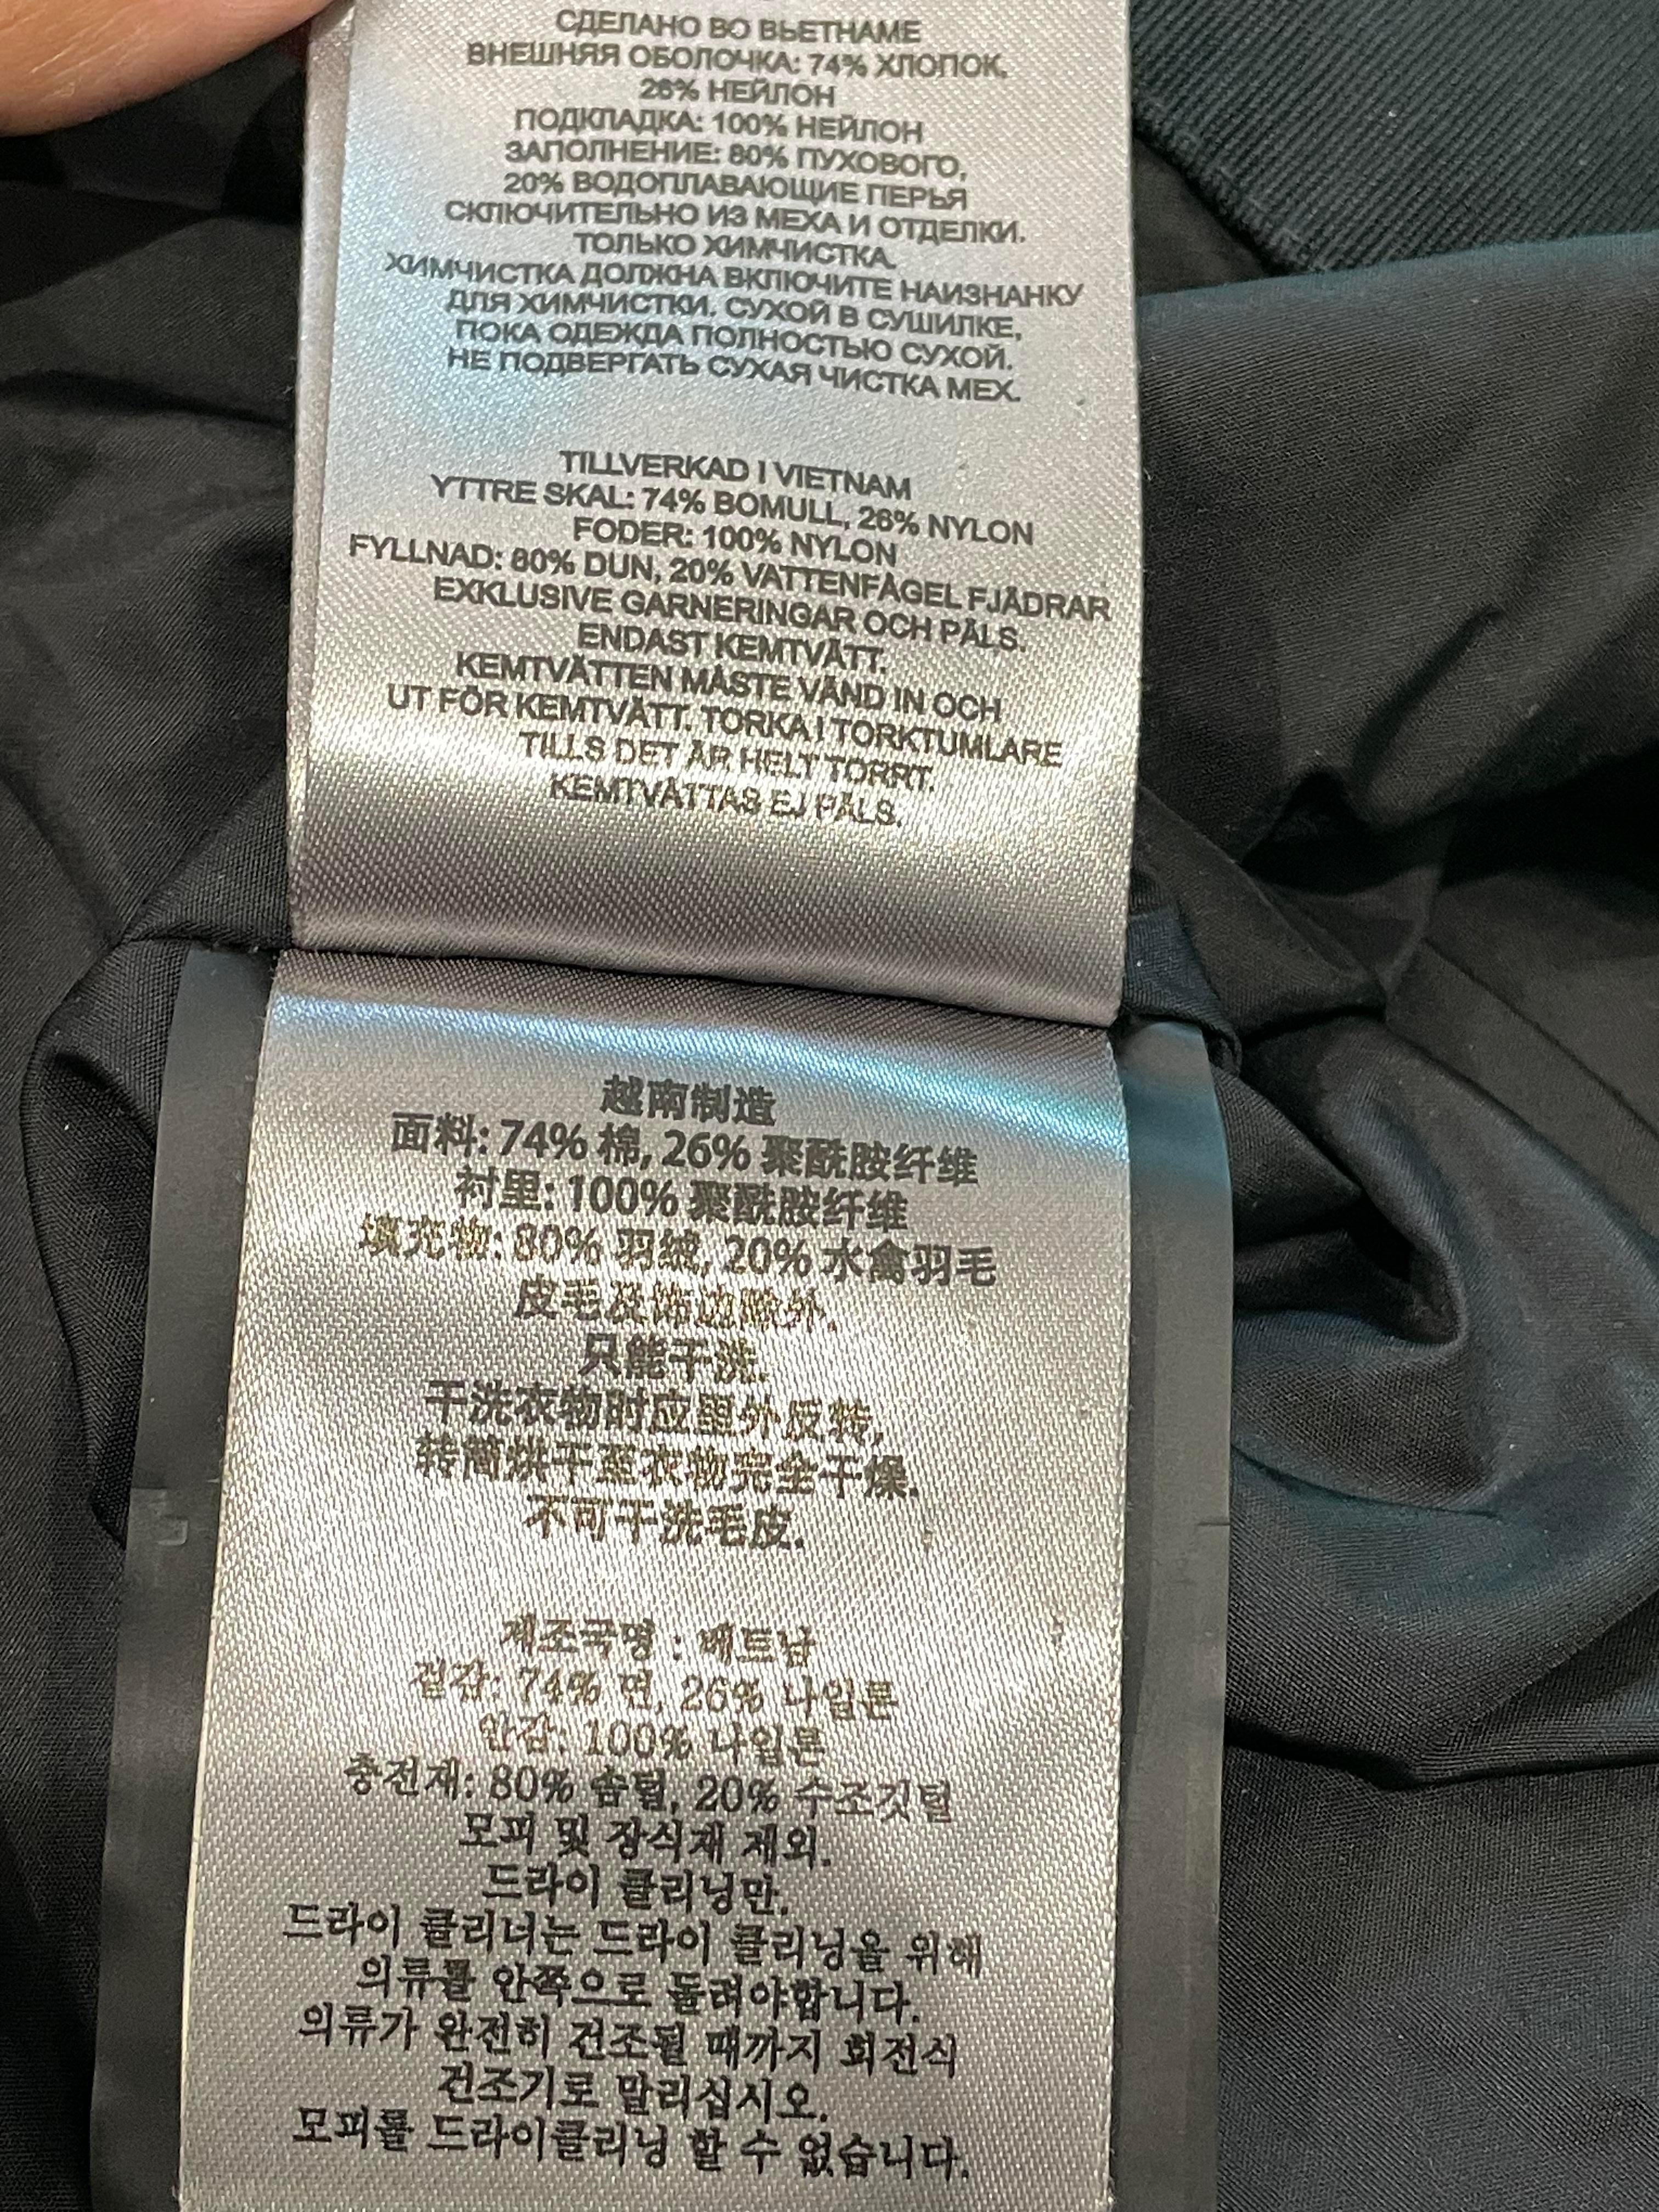 СДЕЛАНО ВО ВЬЕТНАМЕ
ВНЕШНЯЯ ОБОЛОЧКА: 74% ХЛОПОК,
26% НЕЙЛОН
ПОДКЛАДКА: 100% НЕЙЛОН
ЗАПОЛНЕНИЕ: 80% ПУХОВОГО,
20% ВОДОПЛАВАЮЩИЕ ПЕРЬЯ
СКЛЮЧИТЕЛЬНО ИЗ МЕХА И ОТДЕЛКИ.
ТОЛЬКО ХИМЧИСТКА.
ХИМЧИСТКА ДОЛЖНА ВКЛЮЧИТЕ НАИЗНАНКУ
ДЛЯ ХИМЧИСТКИ. СУХОЙ В СУШИЛКЕ,
ПОКА ОДЕЖДА ПОЛНОСТЬЮ СУХОЙ.
НЕ ПОДВЕРГАТЬ СУХАЯ ЧИСТКА МЕХ.
TILLVERKAD I VIETNAM
YTTRE SKAL: 74% BOMULL, 26% NYLON
FODER: 100% NYLON
FYLLNAD: 80% DUN, 20% VATTENFÅGEL FJÄDRAR
EXKLUSIVE GARNERINGAR OCH PÄLS.
ENDAST KEMTVÄTT.
KEMTVÄTTEN MÅSTE VÄND IN OCH
UT FÖR KEMTVÄTT. TORKA I TORKTUMLARE
TILLS DET ÄR HELT TORRT.
KEMTVÄTTAS EJ PÄLS.
越南制造
面料: 74% 棉, 26% 聚酰胺纤维
衬里: 100% 聚酰胺纤维
填充物: 80% 羽绒, 20% 水禽羽毛
皮毛及饰边除外.
只能干洗.
干洗衣物时应里外反转,
转筒烘干至衣物完全干燥.
不可干洗毛皮.
제조국명 : 베트남
겉감: 74% 면, 26% 나일론
안감: 100% 나일론
충전재: 80% 솜털, 20% 수조깃털
모피 및 장식재 제외.
드라이 클리닝만.
드라이 클리너는 드라이 클리닝을 위해
의류를 안쪽으로 돌려야합니다.
의류가 완전히 건조될 때까지 회전식
건조기로 말리십시오.
모피를 드라이클리닝 할 수 없습니다.